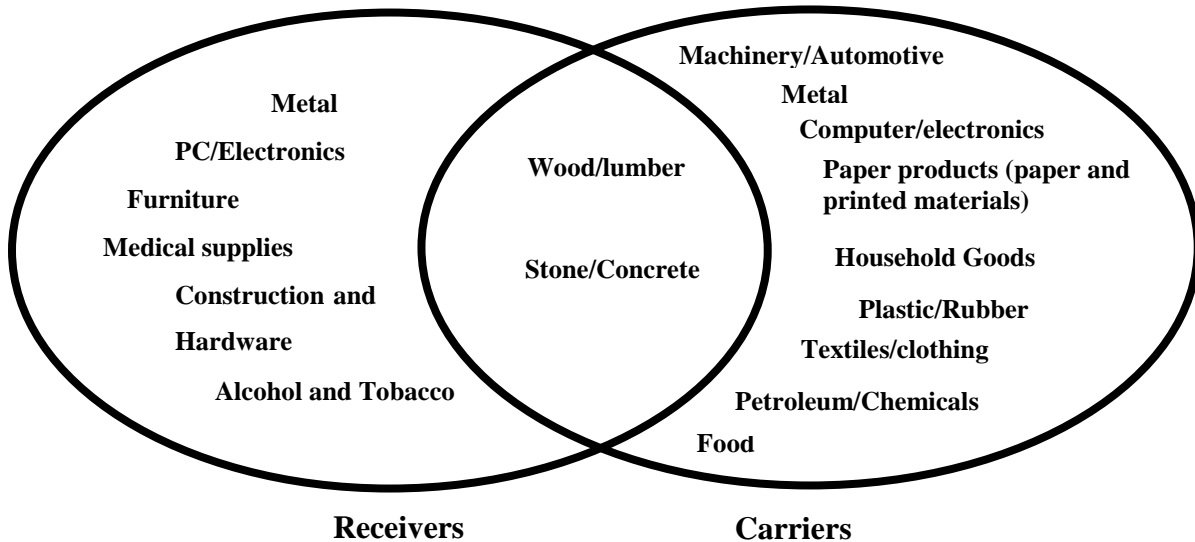 Metal
PC/Electronics
Furniture
Medical supplies
Construction and
Hardware
Alcohol and Tobacco
Wood/lumber
Stone/Concrete
Machinery/Automotive
Metal
Computer/electronics
Paper products (paper and
printed materials)
Household Goods
Plastic/Rubber
Textiles/clothing
Petroleum/Chemicals
Food
Receivers
Carriers